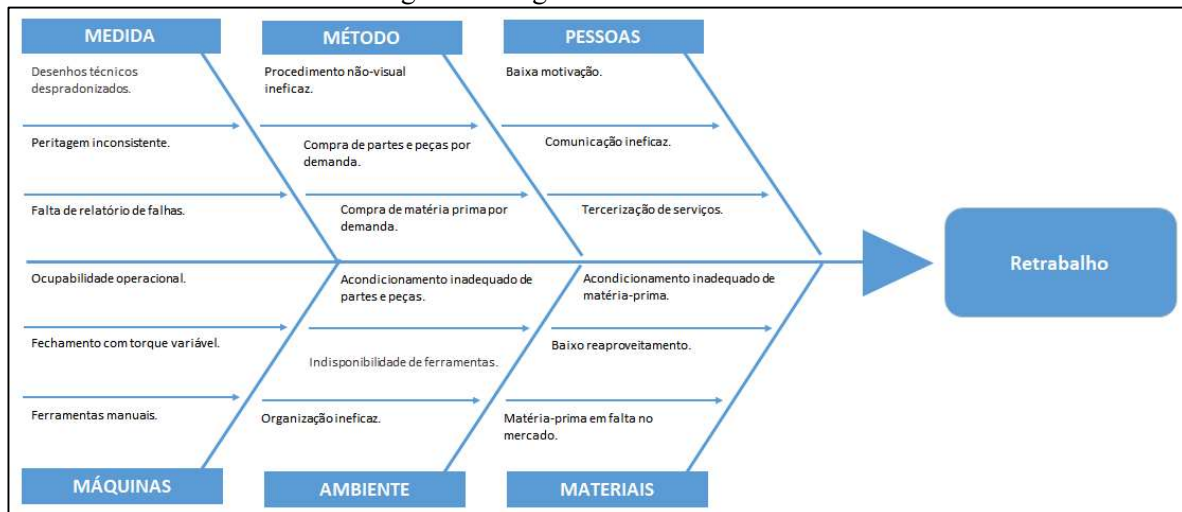 MEDIDA
Desenhos técnicos
despradonizados.
Peritagem inconsistente.
Falta de relatório de falhas.
MÉTODO
Procedimento não-visual
ineficaz.
Compra de partes e peças por
demanda.
Compra de matéria prima por
demanda.
PESSOAS
Baixa motivação.
Comunicação ineficaz.
Tercerização de serviços.
Retrabalho
Ocupabilidade operacional.
Fechamento com torque variável.
Ferramentas manuais.
MÁQUINAS
Acondicionamento inadequado de
partes e peças.
Indisponibilidade de ferramentas.
Organização ineficaz.
AMBIENTE
Acondicionamento inadequado de
matéria-prima.
Baixo reaproveitamento.
Matéria-prima em falta no
mercado.
MATERIAIS